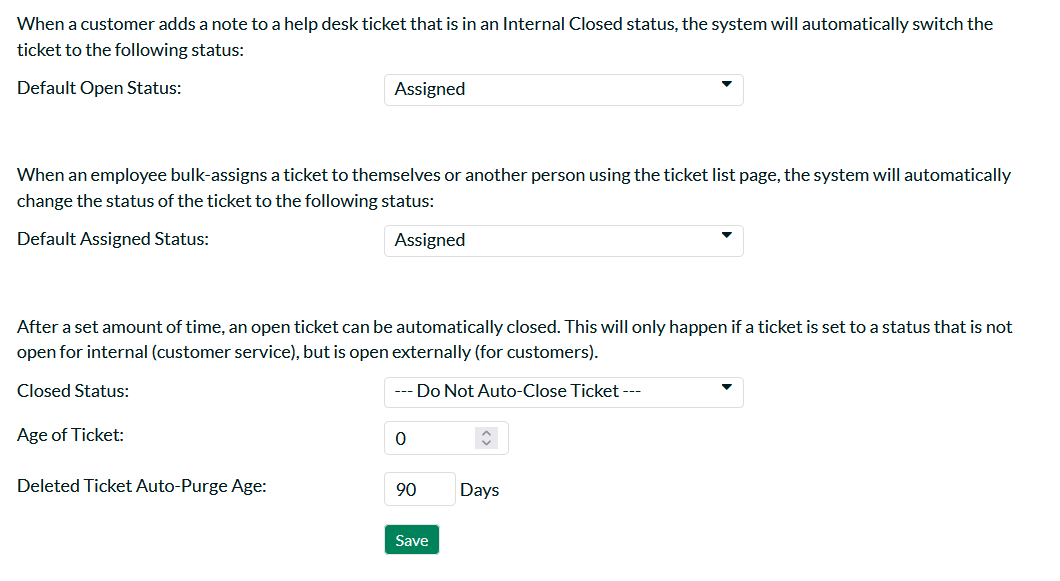 When a customer adds a note to a help desk ticket that is in an Internal Closed status, the system will automatically switch the
ticket to the following status:
Default Open Status: Assigned
When an employee bulk-assigns a ticket to themselves or another person using the ticket list page, the system will automatically
change the status of the ticket to the following status:
Default Assigned Status: Assigned
After a set amount of time, an open ticket can be automatically closed. This will only happen if a ticket is set to a status that is not
open for internal (customer service), but is open externally (for customers).
Closed Status: --- Do Not Auto-Close Ticket ---
Age of Ticket: 0
Deleted Ticket Auto-Purge Age: 90 Days
Save